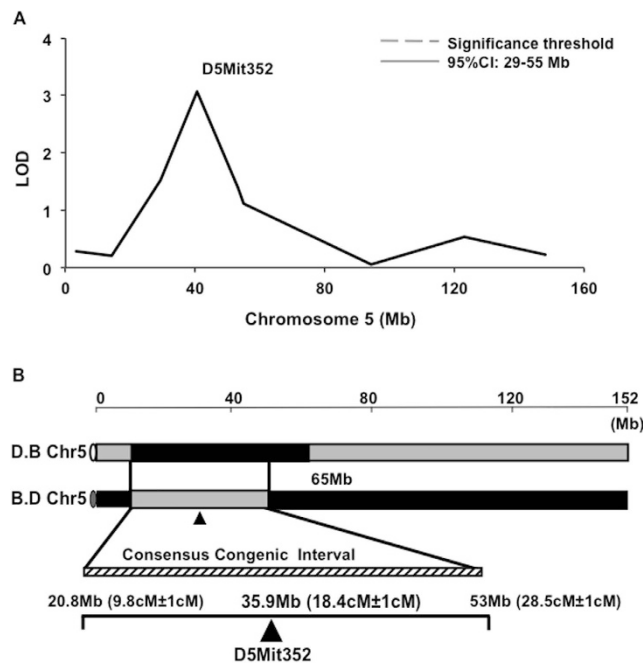 A
4
3
2
1
0
LOD
D5Mit352
Significance threshold
95%CI: 29-55 Mb
0 40 80 120 160
Chromosome 5 (Mb)
B
0 40 80 120 152
(Mb)
D.B Chr5
65Mb
B.D Chr5
Consensus Congenic Interval
20.8Mb (9.8cM±1cM) 35.9Mb (18.4cM±1cM) 53Mb (28.5cM±1cM)
D5Mit352